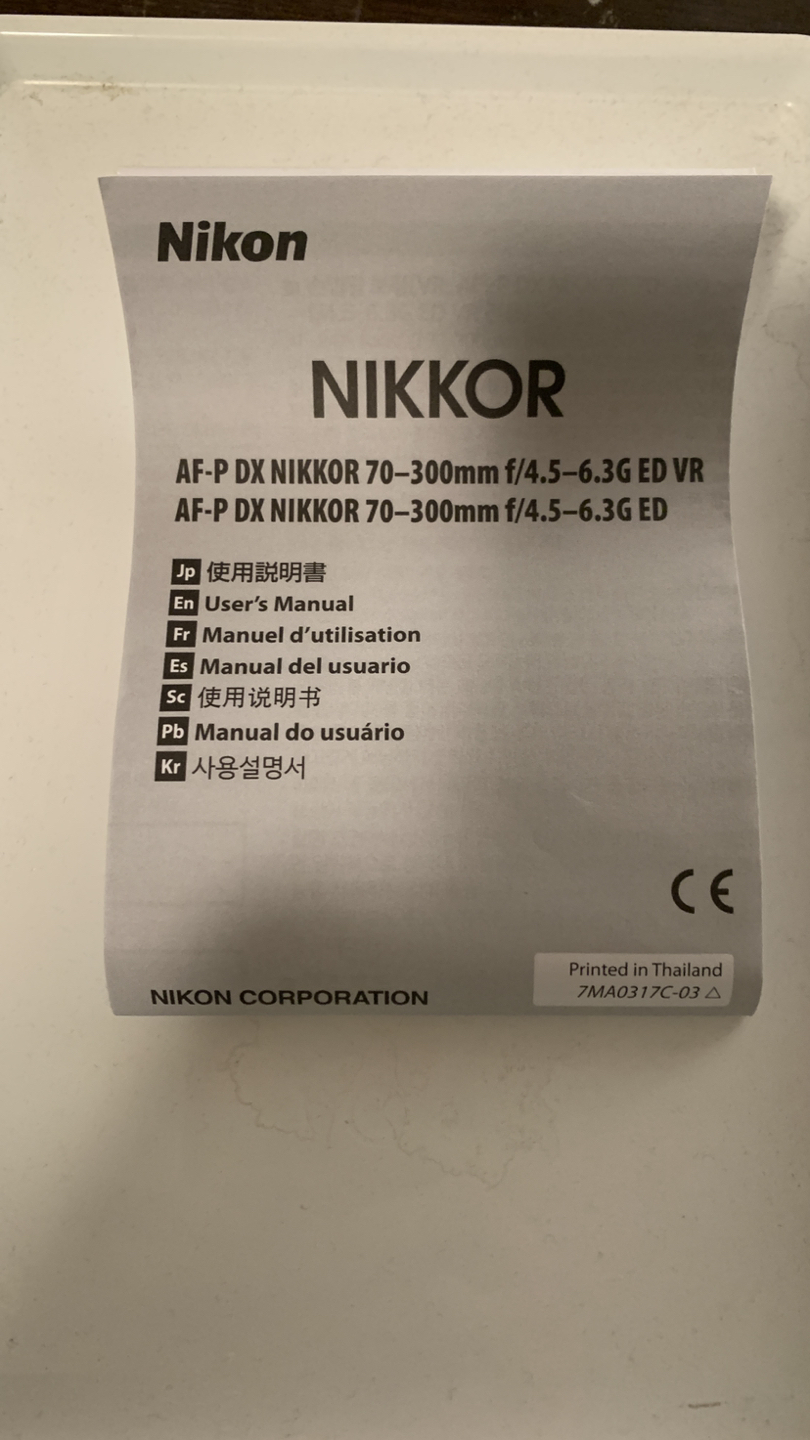 Nikon
NIKKOR
AF-P DX NIKKOR 70–300mm f/4.5–6.3G ED VR
AF-P DX NIKKOR 70–300mm f/4.5–6.3G ED
Jp 使用説明書
En User's Manual
Fr Manuel d'utilisation
Es Manual del usuario
Sc 使用说明书
Pb Manual do usuário
Kr 사용설명서
CE
Printed in Thailand
7MA0317C-03 △
NIKON CORPORATION